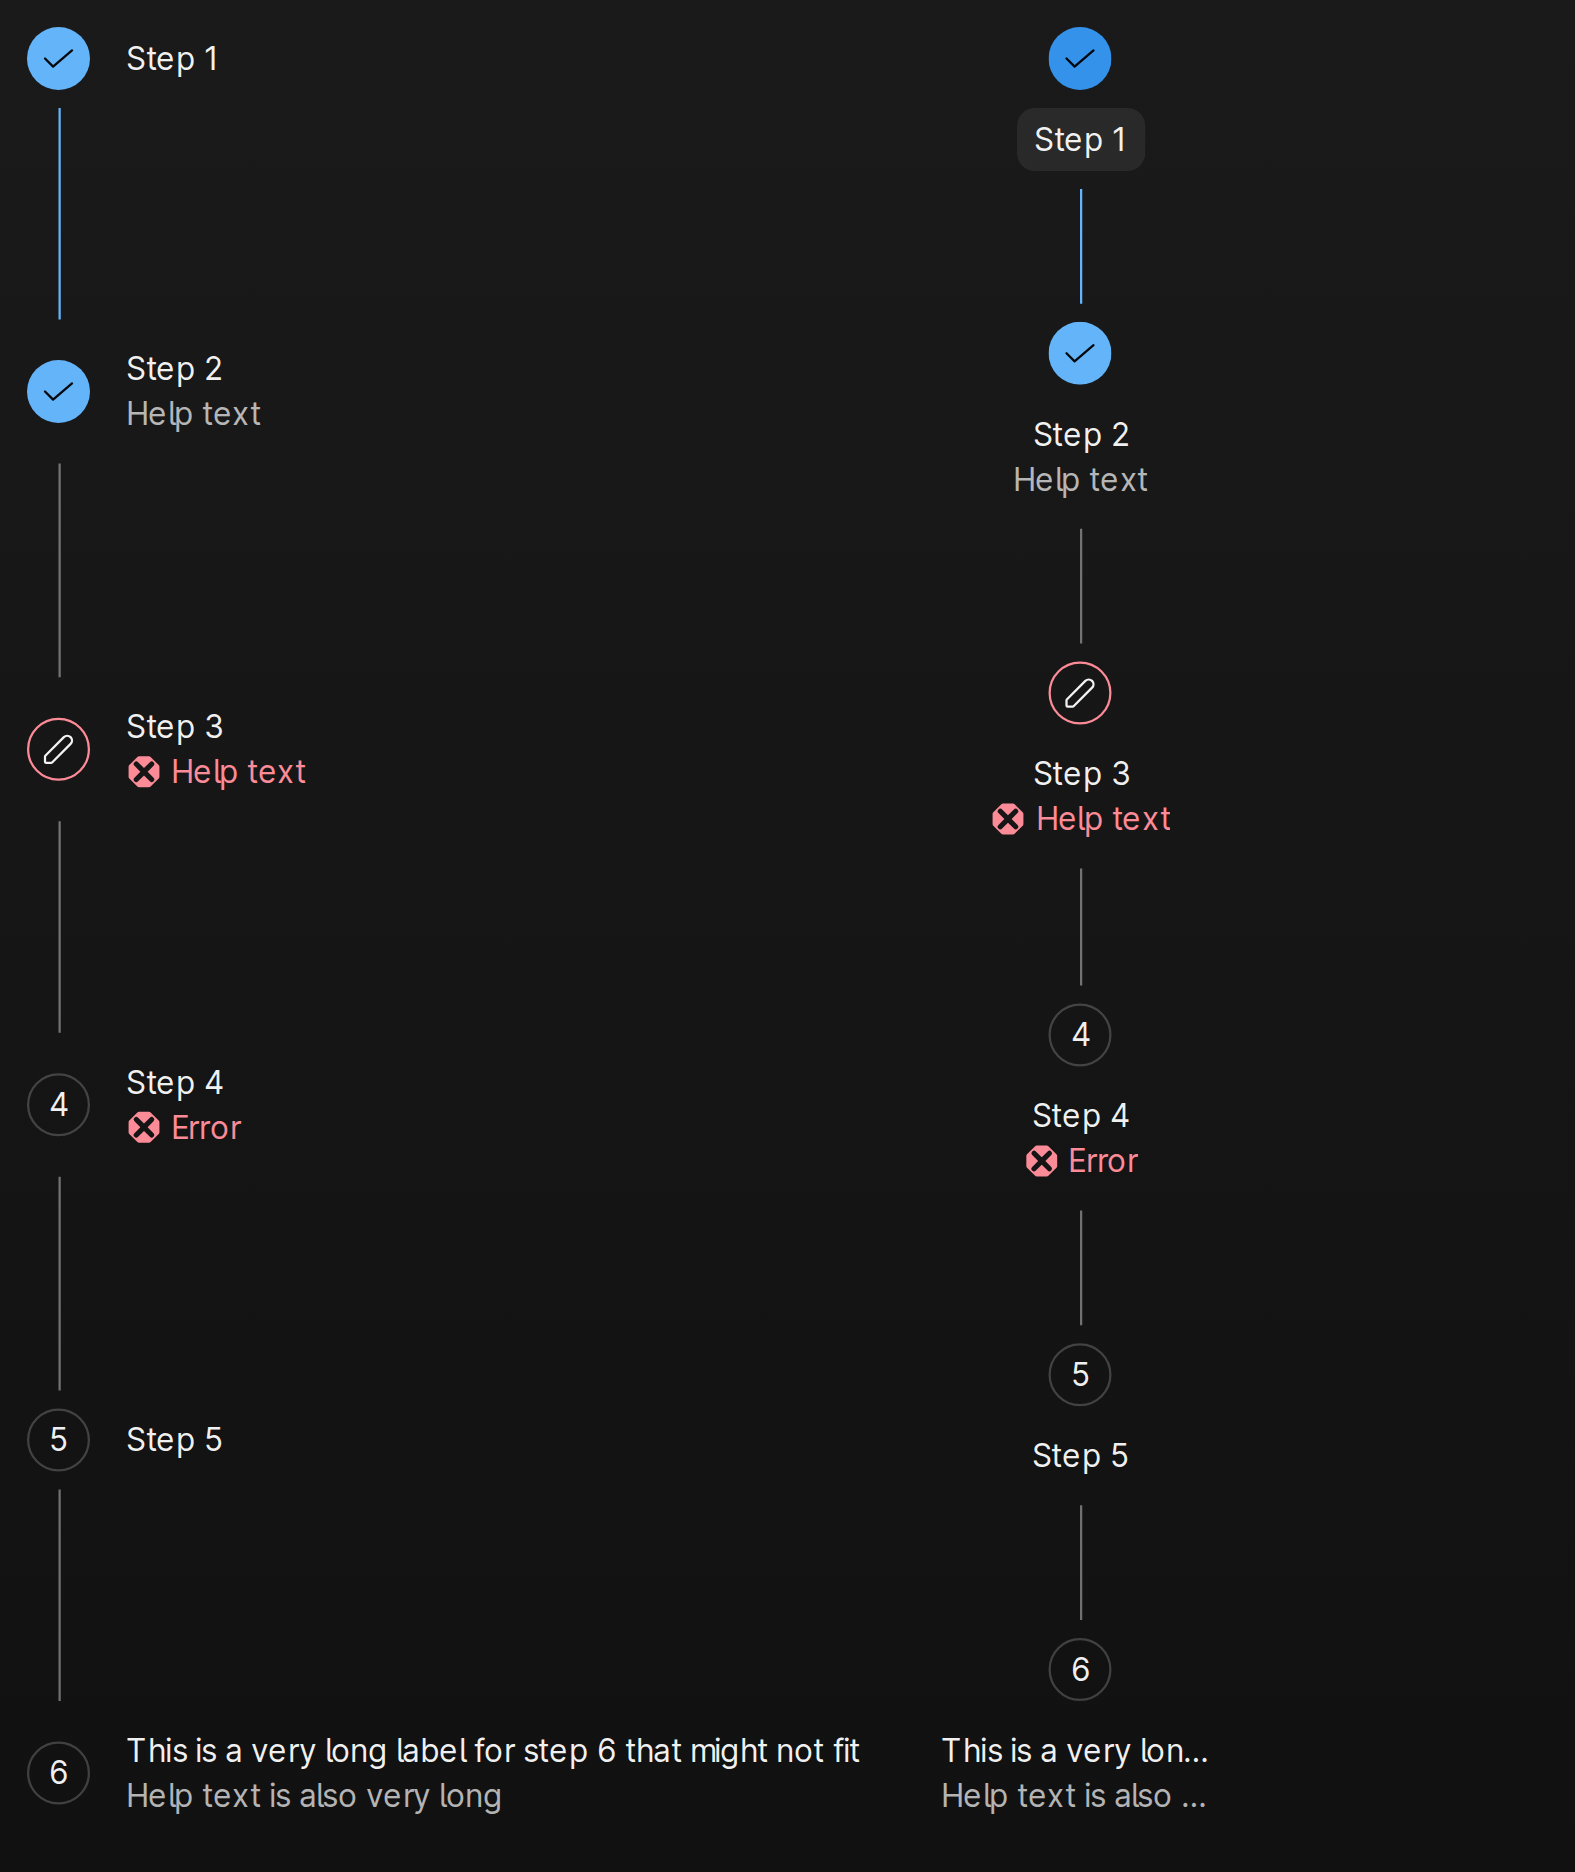 Step 1
Step 2
Help text
Step 3
Help text
4
Step 4
Error
5
Step 5
6
This is a very long label for step 6 that might not fit
Help text is also very long
Step 1
Step 2
Help text
Step 3
Help text
4
Step 4
Error
5
Step 5
6
This is a very lon...
Help text is also ...